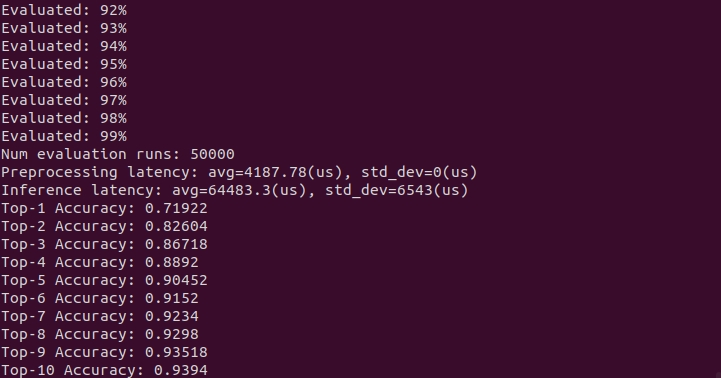 Evaluated: 92%
Evaluated: 93%
Evaluated: 94%
Evaluated: 95%
Evaluated: 96%
Evaluated: 97%
Evaluated: 98%
Evaluated: 99%
Num evaluation runs: 50000
Preprocessing latency: avg=4187.78(us), std_dev=0(us)
Inference latency: avg=64483.3(us), std_dev=6543(us)
Top-1 Accuracy: 0.71922
Top-2 Accuracy: 0.82604
Top-3 Accuracy: 0.86718
Top-4 Accuracy: 0.8892
Top-5 Accuracy: 0.90452
Top-6 Accuracy: 0.9152
Top-7 Accuracy: 0.9234
Top-8 Accuracy: 0.9298
Top-9 Accuracy: 0.93518
Top-10 Accuracy: 0.9394